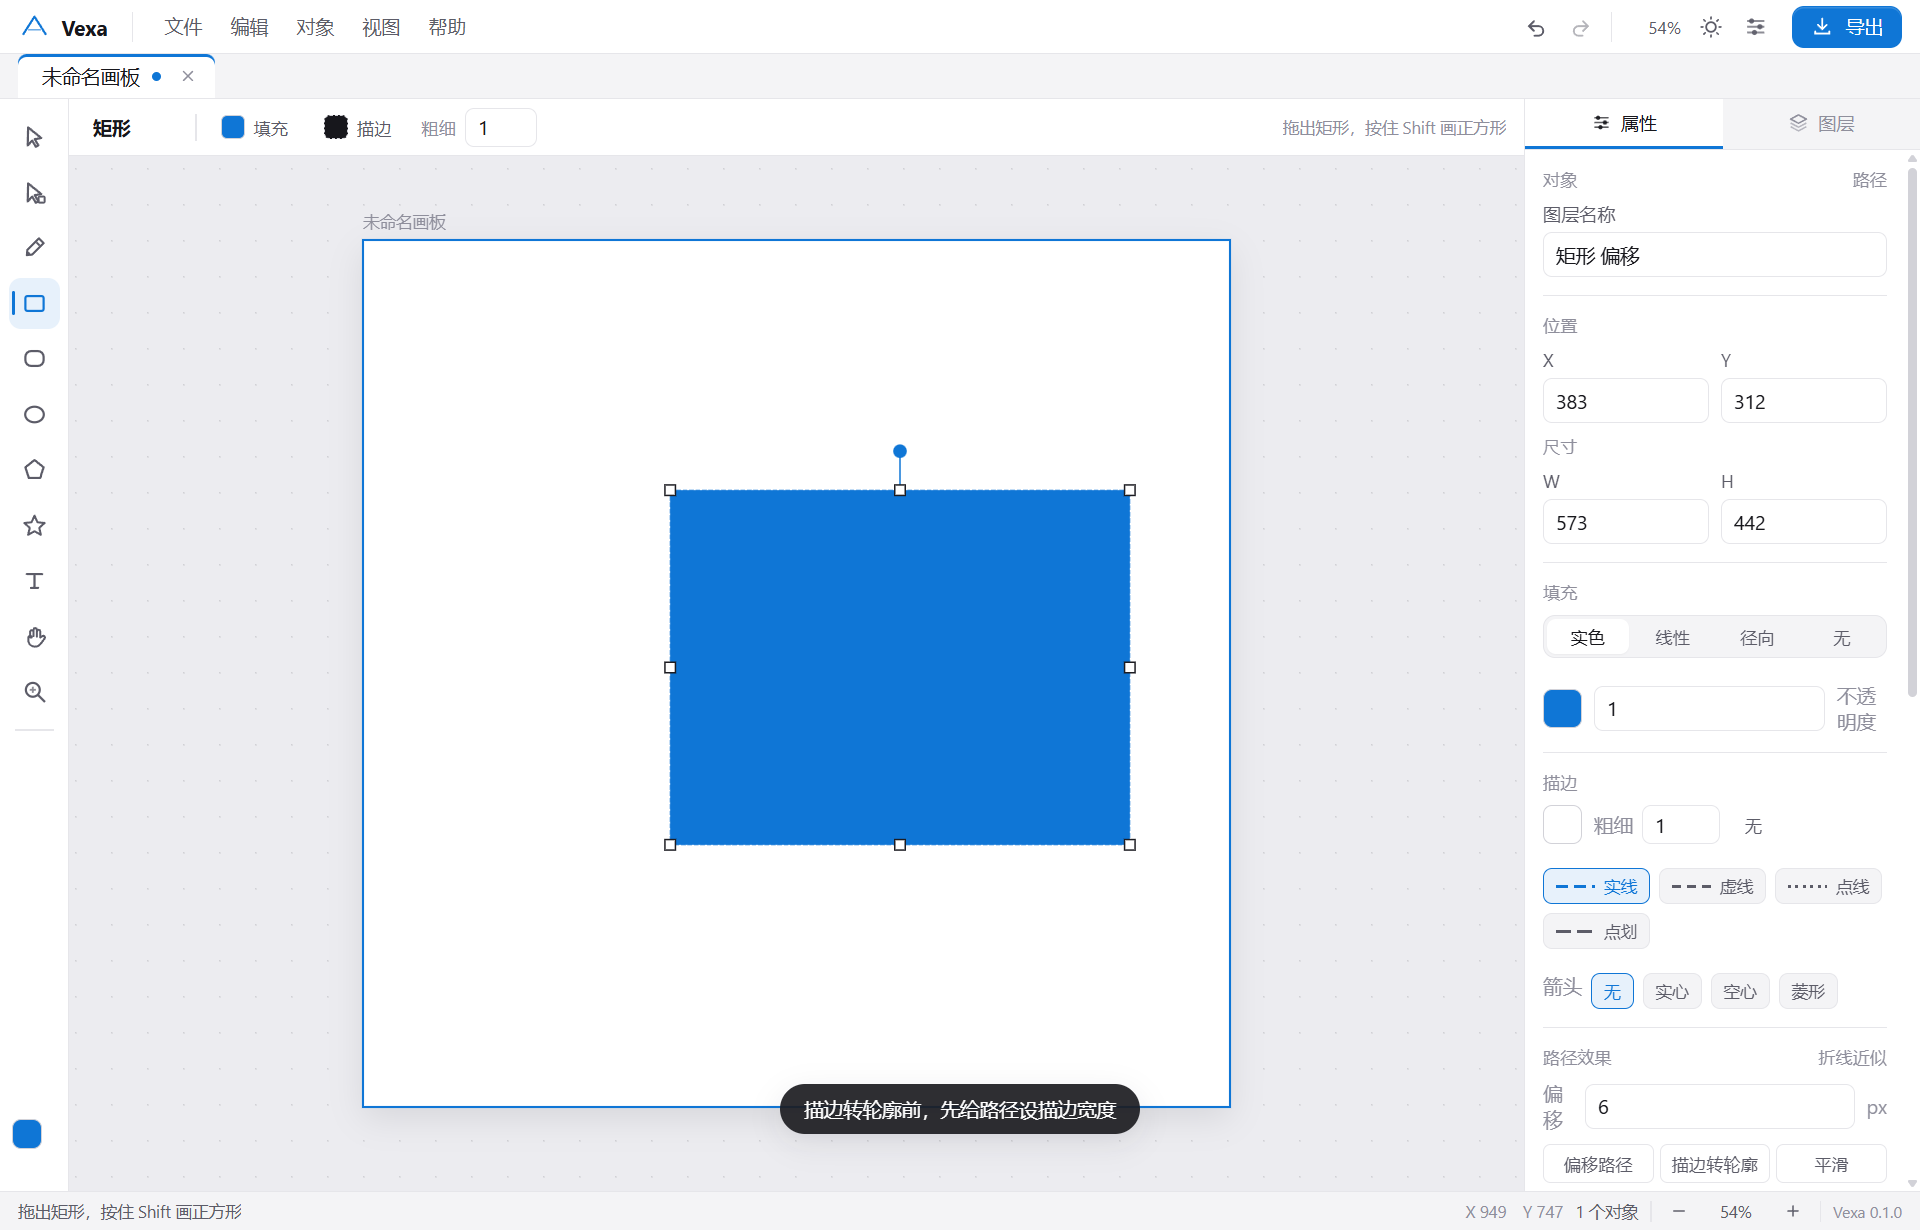 Vexa 文件 编辑 对象 视图 帮助 54% 导出
未命名画板
矩形 填充 描边 粗细 1 拖出矩形，按住 Shift 画正方形
属性 图层
未命名画板
对象 路径
图层名称
矩形 偏移
位置
X Y
383 312
尺寸
W H
573 442
填充
实色 线性 径向 无
1 不透明度
描边
粗细 1 无
实线 虚线 点线
点划
箭头 无 实心 空心 菱形
路径效果 折线近似
偏移 6 px
偏移路径 描边转轮廓 平滑
描边转轮廓前，先给路径设描边宽度
拖出矩形，按住 Shift 画正方形 X 949 Y 747 1 个对象 54% Vexa 0.1.0